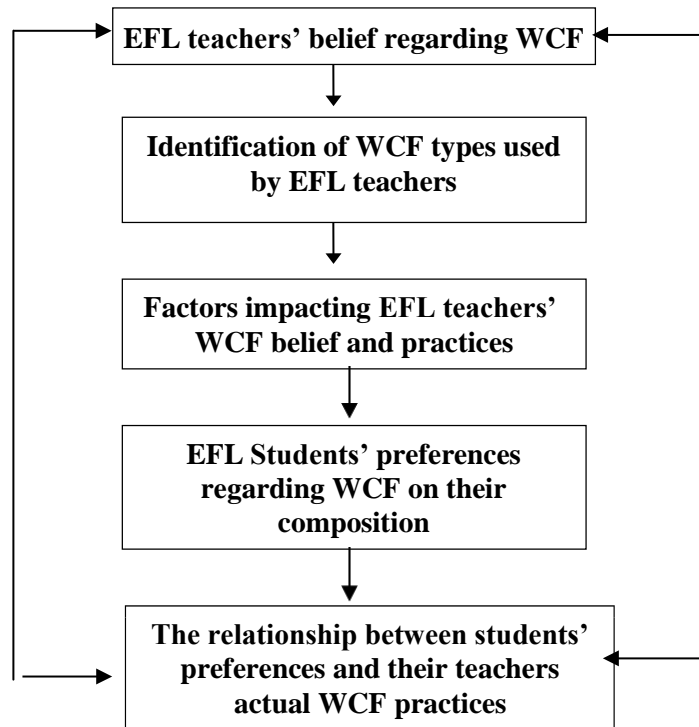 EFL teachers’ belief regarding WCF
Identification of WCF types used
by EFL teachers
Factors impacting EFL teachers’
WCF belief and practices
EFL Students’ preferences
regarding WCF on their
composition
The relationship between students’
preferences and their teachers
actual WCF practices